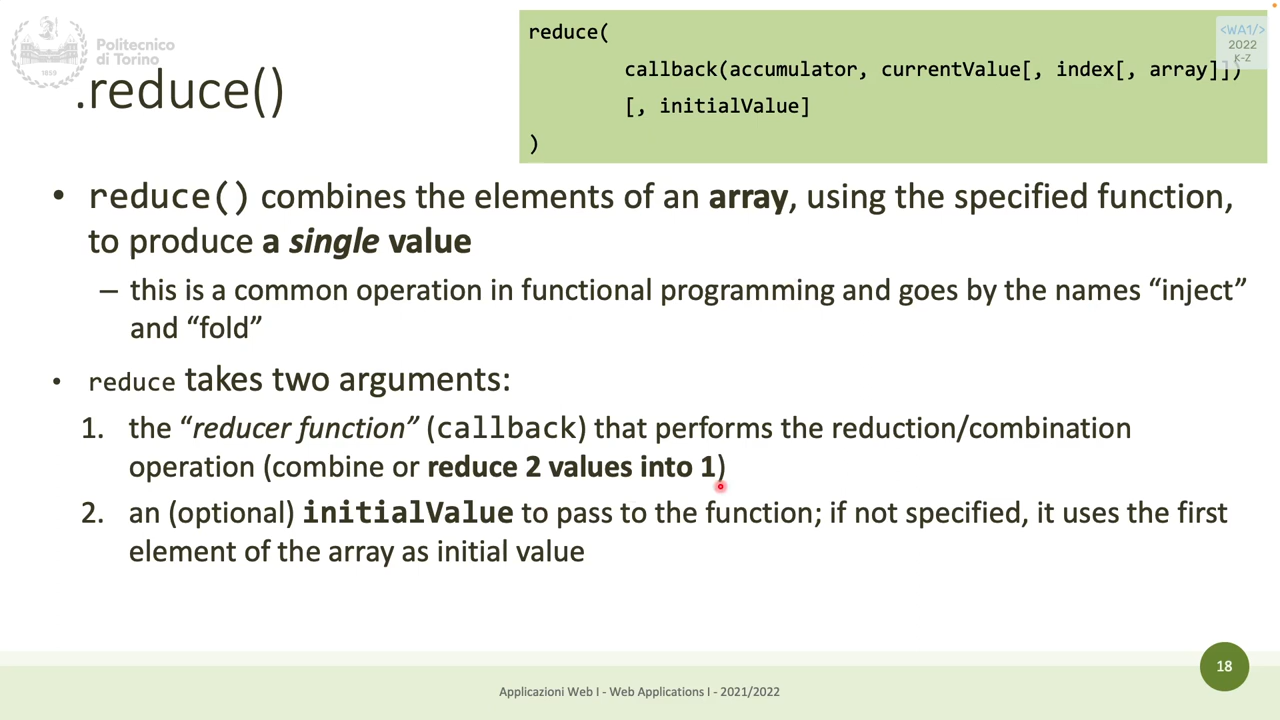 Politecnico
di Torino
.reduce()
reduce(
callback(accumulator, currentValue[, index[, array]])
[, initialValue]
)
<WA1/>
2022
K-Z
• reduce() combines the elements of an array, using the specified function,
to produce a single value
– this is a common operation in functional programming and goes by the names “inject”
and “fold”
• reduce takes two arguments:
1. the “reducer function” (callback) that performs the reduction/combination
operation (combine or reduce 2 values into 1)
2. an (optional) initialValue to pass to the function; if not specified, it uses the first
element of the array as initial value
18
Applicazioni Web I - Web Applications I - 2021/2022